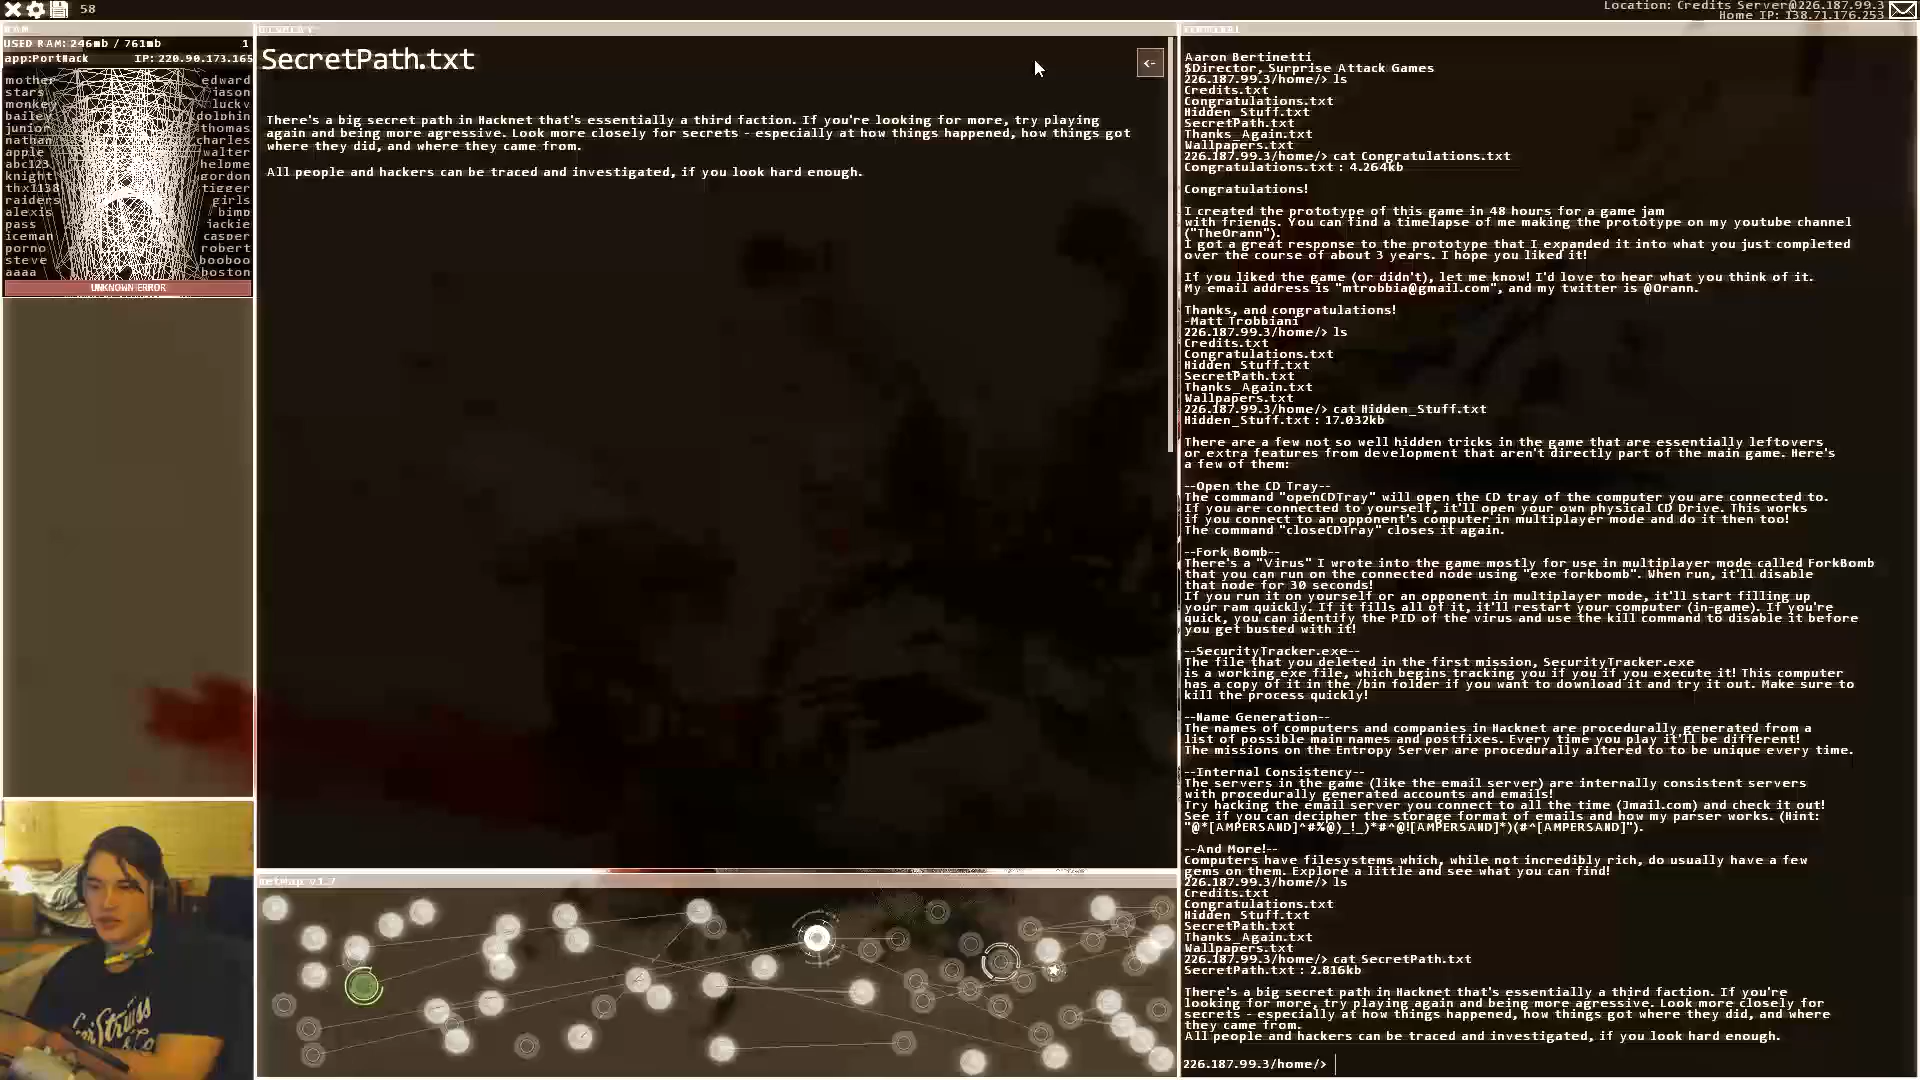 58
Location: Credits Server@226.187.99.3
Home IP: 138.71.176.253
USED RAM: 246mb / 761mb 1
app:PortHack IP: 220.90.173.165
mother edward
stars jason
monkey lucky
bailey dolphin
junior thomas
nathan charles
apple walter
abc123 helpme
knight gordon
thx1138 tigger
raiders girls
alexis bimb
pass jackie
iceman casper
porno robert
steve booboo
aaaa boston
UNKNOWN ERROR
SecretPath.txt
<-
There's a big secret path in Hacknet that's essentially a third faction. If you're looking for more, try playing
again and being more agressive. Look more closely for secrets - especially at how things happened, how things got
where they did, and where they came from.
All people and hackers can be traced and investigated, if you look hard enough.
netMap v1.7
Aaron Bertinetti
$Director, Surprise Attack Games
226.187.99.3/home/> ls
Credits.txt
Congratulations.txt
Hidden_Stuff.txt
SecretPath.txt
Thanks_Again.txt
Wallpapers.txt
226.187.99.3/home/> cat Congratulations.txt
Congratulations.txt : 4.264kb
Congratulations!
I created the prototype of this game in 48 hours for a game jam
with friends. You can find a timelapse of me making the prototype on my youtube channel
("TheOrann").
I got a great response to the prototype that I expanded it into what you just completed
over the course of about 3 years. I hope you liked it!
If you liked the game (or didn't), let me know! I'd love to hear what you think of it.
My email address is "mtrobbia@gmail.com", and my twitter is @Orann.
Thanks, and congratulations!
-Matt Trobbiani
226.187.99.3/home/> ls
Credits.txt
Congratulations.txt
Hidden_Stuff.txt
SecretPath.txt
Thanks_Again.txt
Wallpapers.txt
226.187.99.3/home/> cat Hidden_Stuff.txt
Hidden_Stuff.txt : 17.032kb
There are a few not so well hidden tricks in the game that are essentially leftovers
or extra features from development that aren't directly part of the main game. Here's
a few of them:
--Open the CD Tray--
The command "openCDTray" will open the CD tray of the computer you are connected to.
If you are connected to yourself, it'll open your own physical CD Drive. This works
if you connect to an opponent's computer in multiplayer mode and do it then too!
The command "closeCDTray" closes it again.
--Fork Bomb--
There's a "Virus" I wrote into the game mostly for use in multiplayer mode called ForkBomb
that you can run on the connected node using "exe forkbomb". When run, it'll disable
that node for 30 seconds!
If you run it on yourself or an opponent in multiplayer mode, it'll start filling up
your ram quickly. If it fills all of it, it'll restart your computer (in-game). If you're
quick, you can identify the PID of the virus and use the kill command to disable it before
you get busted with it!
--SecurityTracker.exe--
The file that you deleted in the first mission, SecurityTracker.exe
is a working exe file, which begins tracking you if you if you execute it! This computer
has a copy of it in the /bin folder if you want to download it and try it out. Make sure to
kill the process quickly!
--Name Generation--
The names of computers and companies in Hacknet are procedurally generated from a
list of possible main names and postfixes. Every time you play it'll be different!
The missions on the Entropy Server are procedurally altered to to be unique every time.
--Internal Consistency--
The servers in the game (like the email server) are internally consistent servers
with procedurally generated accounts and emails!
Try hacking the email server you connect to all the time (Jmail.com) and check it out!
See if you can decipher the storage format of emails and how my parser works. (Hint:
"@*[AMPERSAND]^#%@)_!_)*#^@![AMPERSAND]*)(#^[AMPERSAND]").
--And More!--
Computers have filesystems which, while not incredibly rich, do usually have a few
gems on them. Explore a little and see what you can find!
226.187.99.3/home/> ls
Credits.txt
Congratulations.txt
Hidden_Stuff.txt
SecretPath.txt
Thanks_Again.txt
Wallpapers.txt
226.187.99.3/home/> cat SecretPath.txt
SecretPath.txt : 2.816kb
There's a big secret path in Hacknet that's essentially a third faction. If you're
looking for more, try playing again and being more agressive. Look more closely for
secrets - especially at how things happened, how things got where they did, and where
they came from.
All people and hackers can be traced and investigated, if you look hard enough.
226.187.99.3/home/>